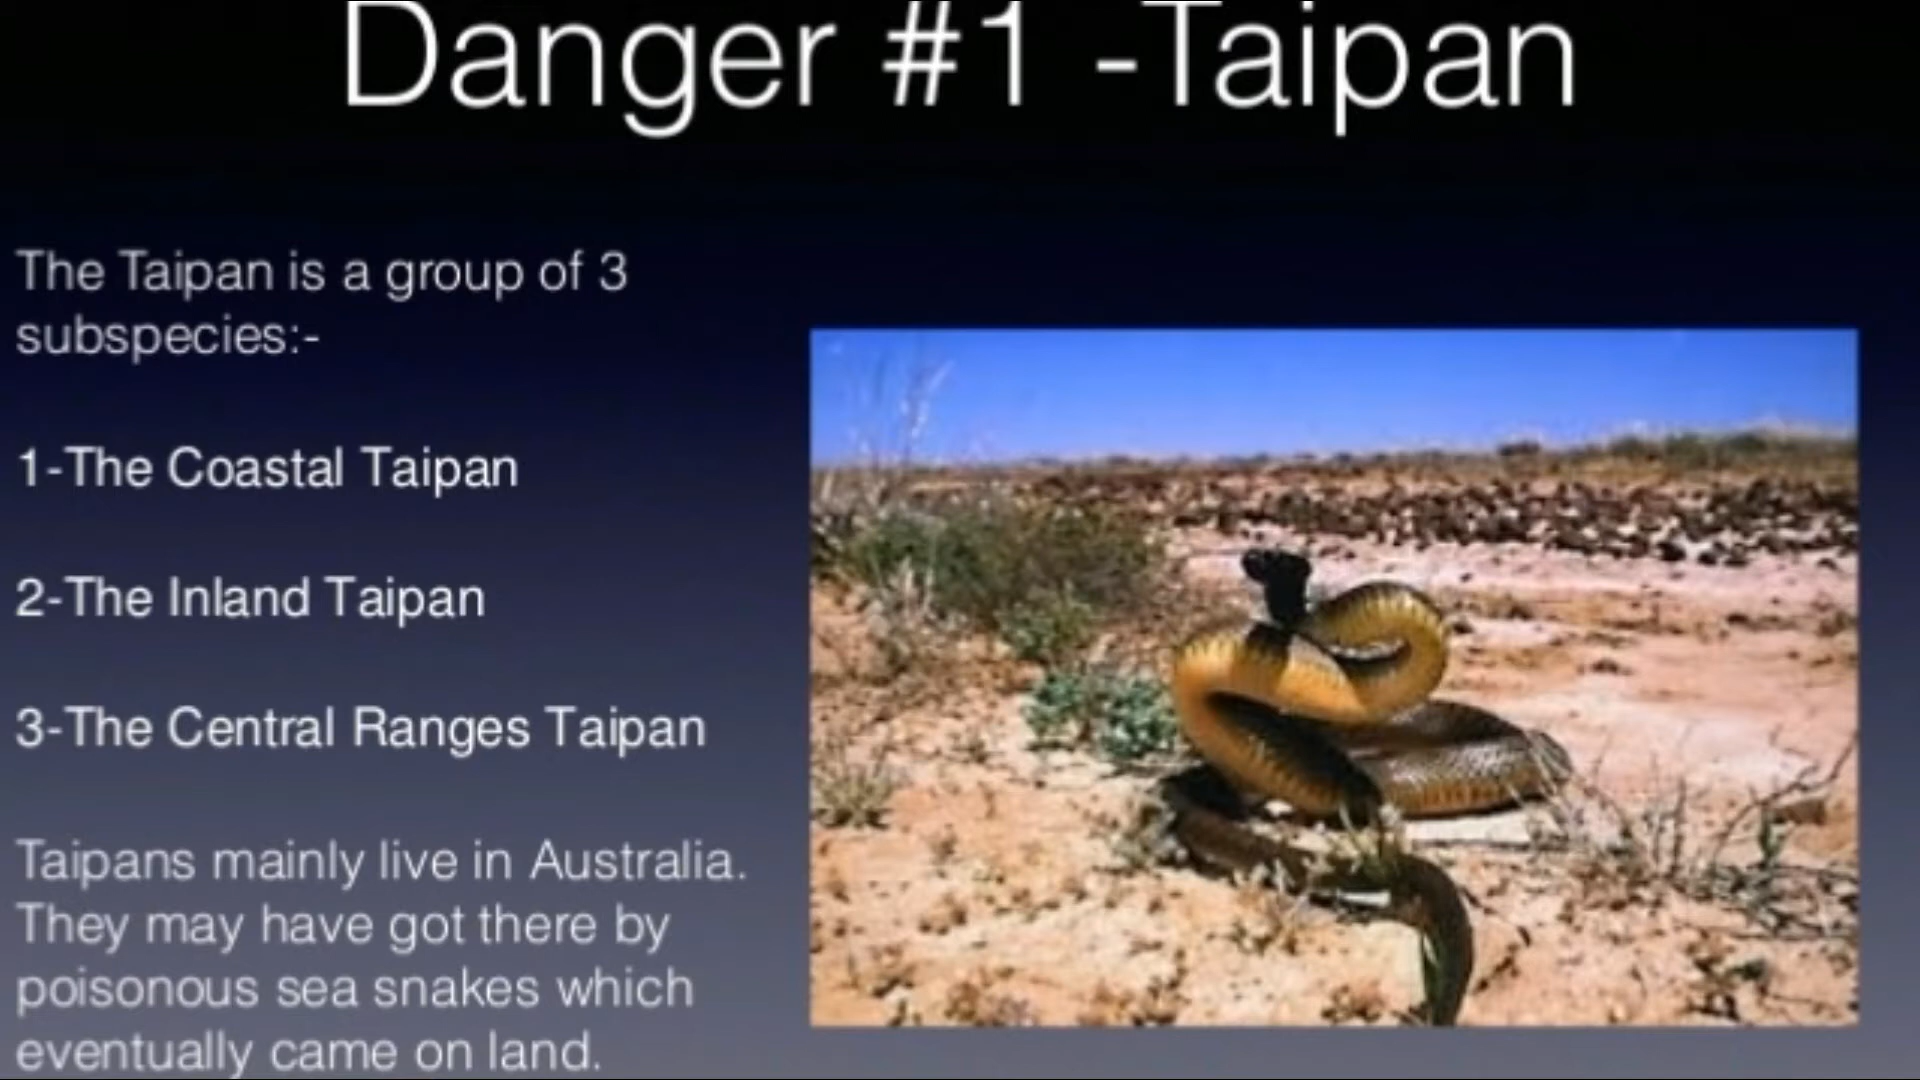 Danger #1 -Taipan
The Taipan is a group of 3
subspecies:-
1-The Coastal Taipan
2-The Inland Taipan
3-The Central Ranges Taipan
Taipans mainly live in Australia.
They may have got there by
poisonous sea snakes which
eventually came on land.